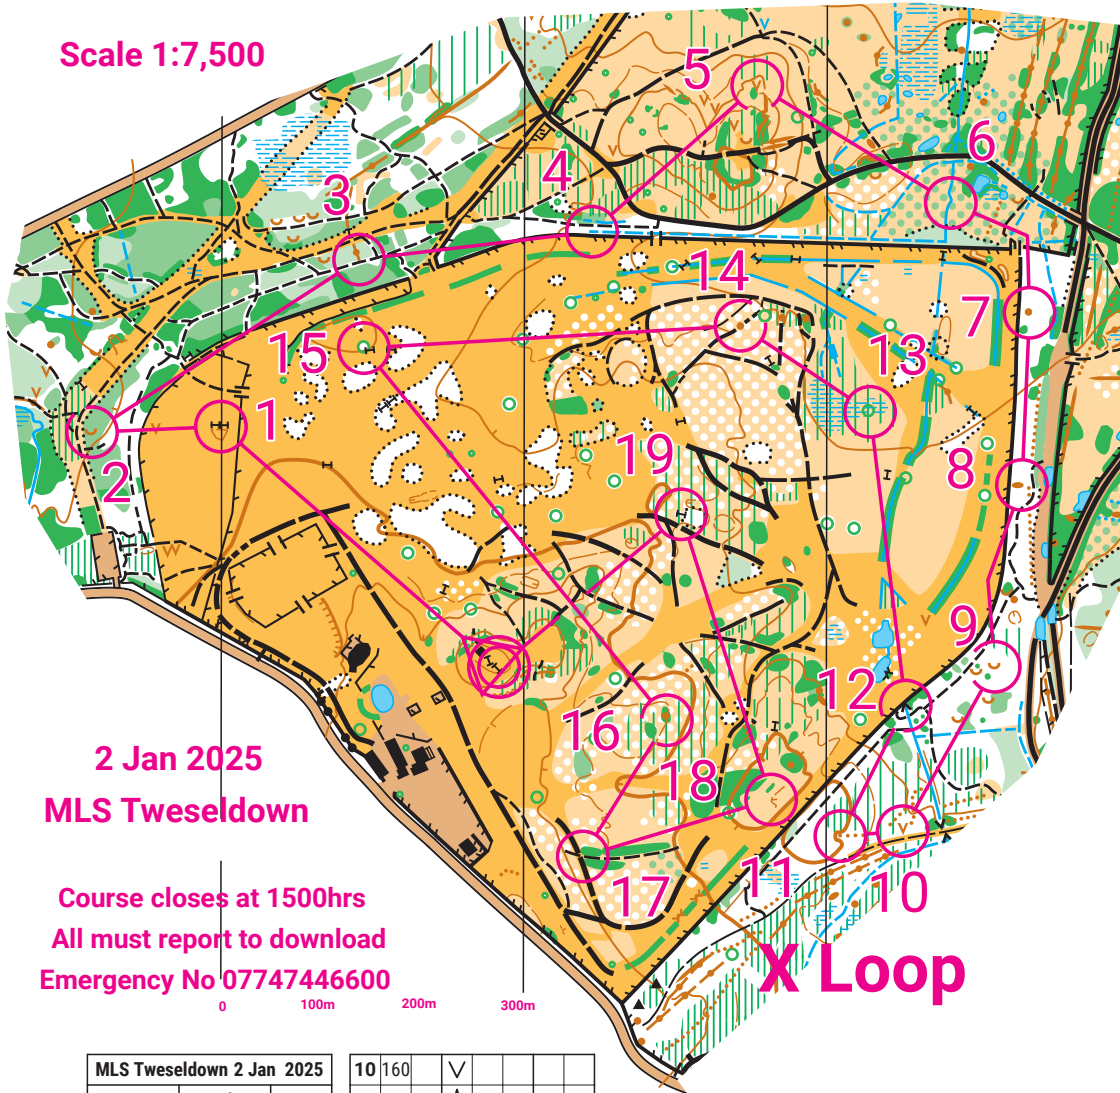 Scale 1:7,500
5
6
4
3
14
7
13
15
1
19
8
2
9
12
16
18
2 Jan 2025
MLS Tweseldown
11
10
17
Course closes at 1500hrs
All must report to download
X Loop
Emergency No 07747446600
0 100m 200m 300m
MLS Tweseldown 2 Jan 2025
10 160